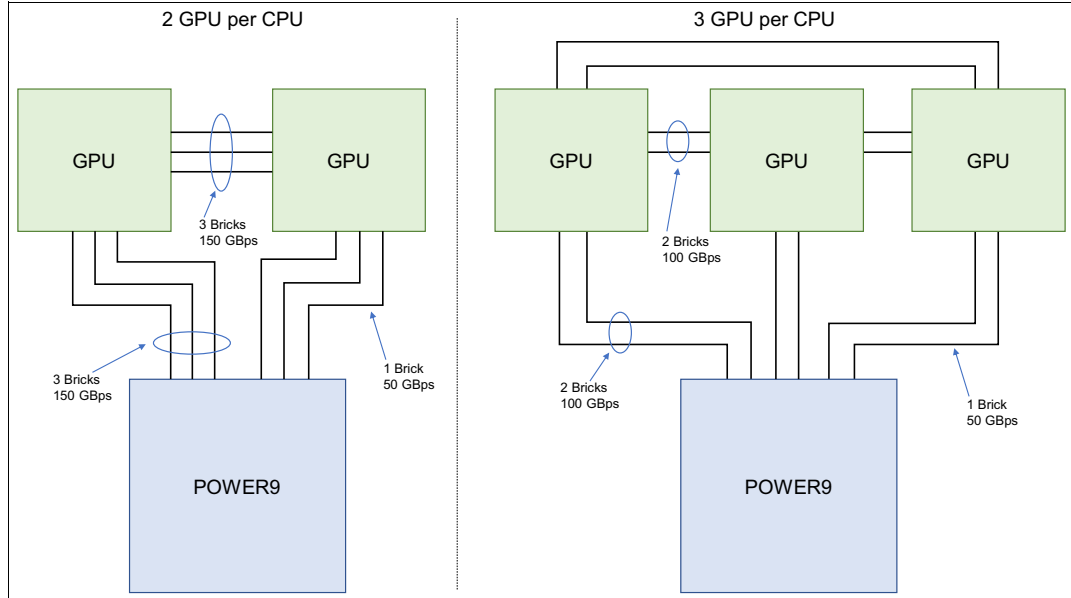 2 GPU per CPU
GPU
GPU
3 Bricks
150 GBps
3 Bricks
150 GBps
1 Brick
50 GBps
POWER9
3 GPU per CPU
GPU
GPU
GPU
2 Bricks
100 GBps
2 Bricks
100 GBps
1 Brick
50 GBps
POWER9